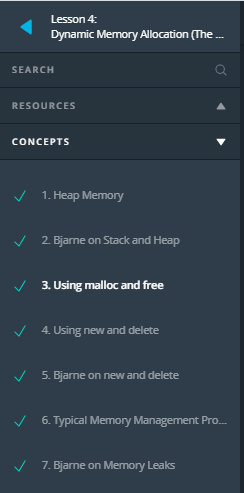 Lesson 4:
Dynamic Memory Allocation (The ...
SEARCH
RESOURCES
CONCEPTS
1. Heap Memory
2. Bjarne on Stack and Heap
3. Using malloc and free
4. Using new and delete
5. Bjarne on new and delete
6. Typical Memory Management Pro...
7. Bjarne on Memory Leaks